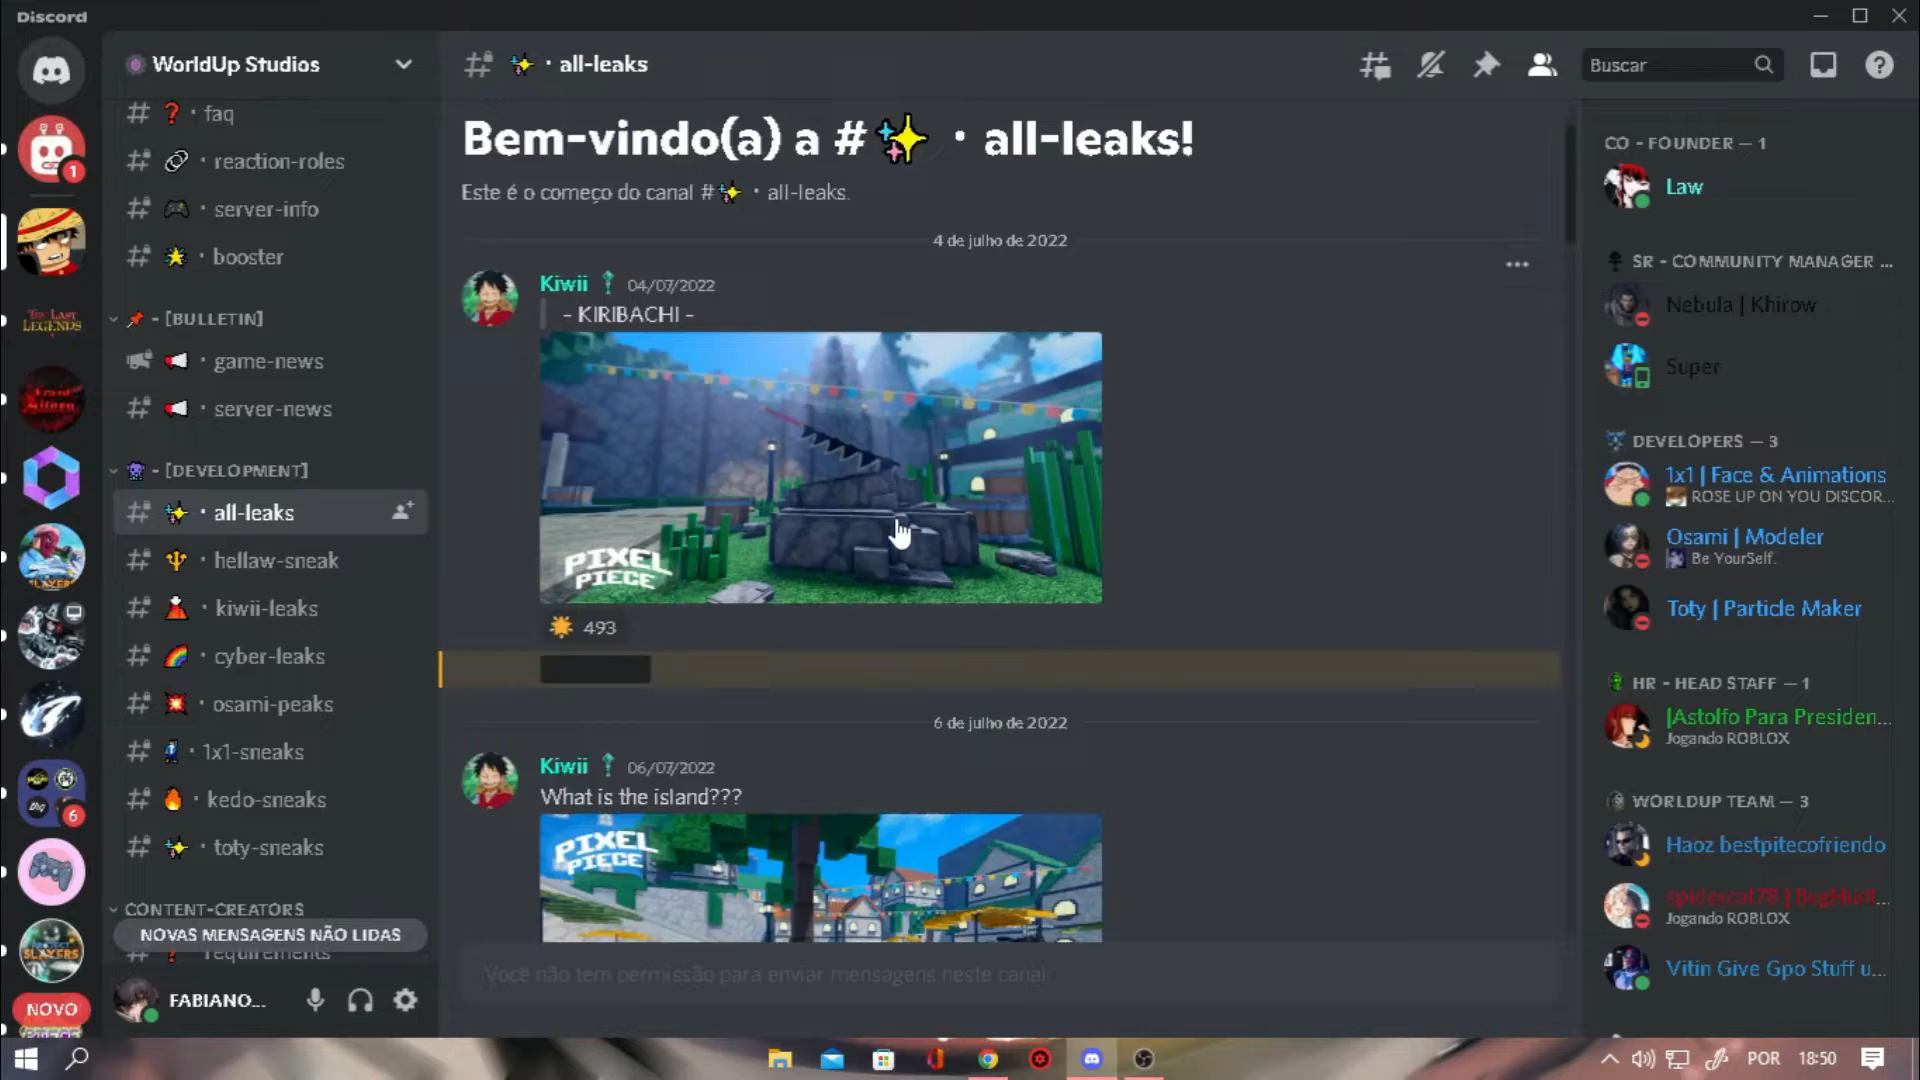 Discord
WorldUp Studios
faq
reaction-roles
server-info
booster
- [BULLETIN]
game-news
server-news
- [DEVELOPMENT]
all-leaks
hellaw-sneak
kiwii-leaks
cyber-leaks
osami-peaks
1x1-sneaks
kedo-sneaks
toty-sneaks
CONTENT-CREATORS
NOVAS MENSAGENS NÃO LIDAS
requirements
FABIANO...
THE LAST
LEGENDS
1
6
NOVO
# · all-leaks
Buscar
Bem-vindo(a) a # · all-leaks!
Este é o começo do canal # · all-leaks.
4 de julho de 2022
Kiwii 04/07/2022
- KIRIBACHI -
PIXEL
PIECE
493
6 de julho de 2022
Kiwii 06/07/2022
What is the island???
PIXEL
PIECE
Você não tem permissão para enviar mensagens neste canal
CO - FOUNDER — 1
Law
SR - COMMUNITY MANAGER ...
Nebula | Khirow
Super
DEVELOPERS — 3
1x1 | Face & Animations
ROSE UP ON YOU DISCOR...
Osami | Modeler
Be YourSelf.
Toty | Particle Maker
HR - HEAD STAFF — 1
[Astolfo Para Presiden...
Jogando ROBLOX
WORLDUP TEAM — 3
Haoz bestpitecofriendo
Jogando ROBLOX
Vitin Give Gpo Stuff u...
POR
18:50